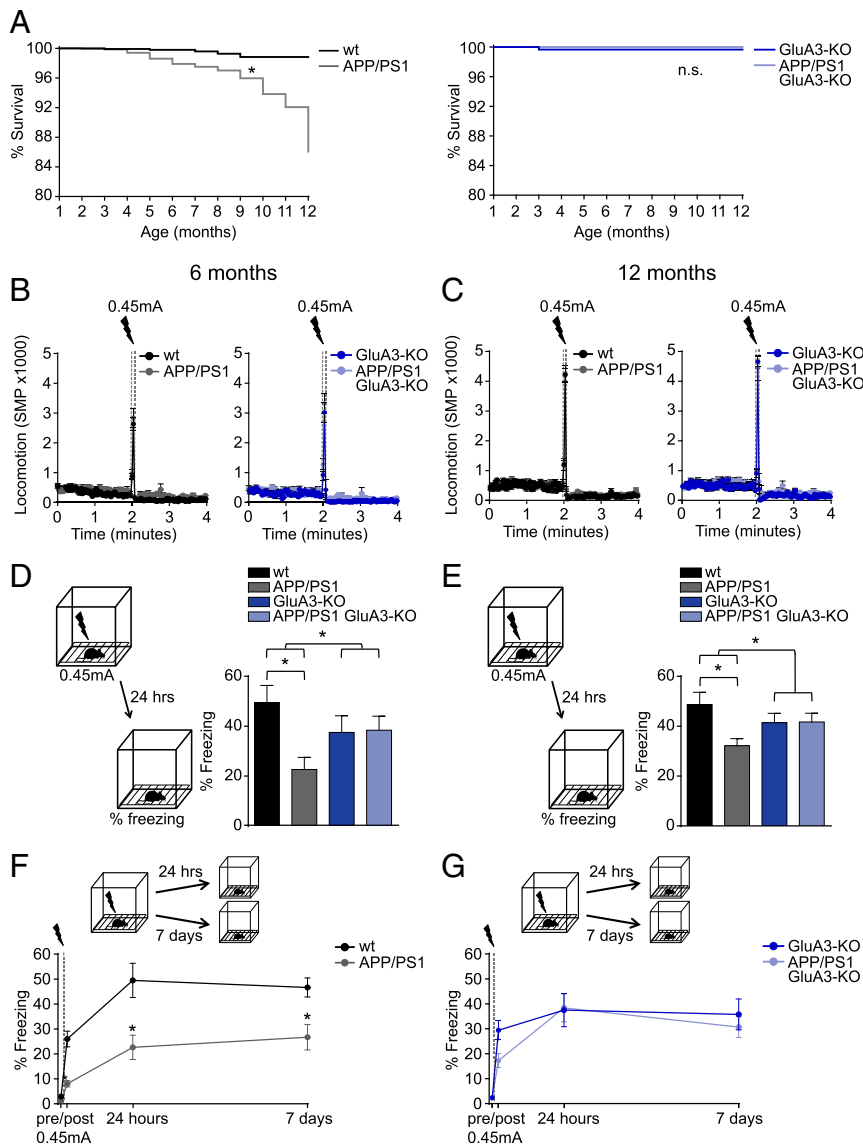 A
100
96
92
88
84
80
% Survival
1 2 3 4 5 6 7 8 9 10 11 12
Age (months)
wt
APP/PS1
*
100
96
92
88
84
80
% Survival
1 2 3 4 5 6 7 8 9 10 11 12
Age (months)
GluA3-KO
APP/PS1
GluA3-KO
n.s.
6 months
12 months
B
0.45mA
0.45mA
5
4
3
2
1
0
Locomotion (SMP x1000)
0 1 2 3 4
Time (minutes)
wt
APP/PS1
5
4
3
2
1
0
0 1 2 3 4
Time (minutes)
GluA3-KO
APP/PS1
GluA3-KO
C
0.45mA
0.45mA
5
4
3
2
1
0
Locomotion (SMP x1000)
0 1 2 3 4
Time (minutes)
wt
APP/PS1
5
4
3
2
1
0
0 1 2 3 4
Time (minutes)
GluA3-KO
APP/PS1
GluA3-KO
D
0.45mA
24 hrs
% freezing
wt
APP/PS1
GluA3-KO
APP/PS1 GluA3-KO
*
*
60
40
20
0
% Freezing
E
0.45mA
24 hrs
% freezing
wt
APP/PS1
GluA3-KO
APP/PS1 GluA3-KO
*
*
60
40
20
0
% Freezing
F
24 hrs
7 days
wt
APP/PS1
60
50
40
30
20
10
0
% Freezing
*
*
*
pre/post
0.45mA
24 hours
7 days
G
24 hrs
7 days
GluA3-KO
APP/PS1
GluA3-KO
60
50
40
30
20
10
0
% Freezing
pre/post
0.45mA
24 hours
7 days